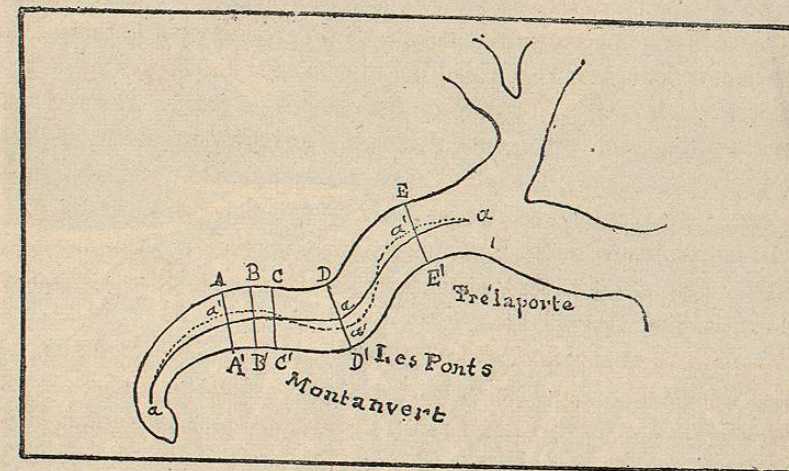 E
a' a
E'
Trélaporte
A B C D
a' a
a'
A' B' C' D' Les Ponts
Montanvert
a